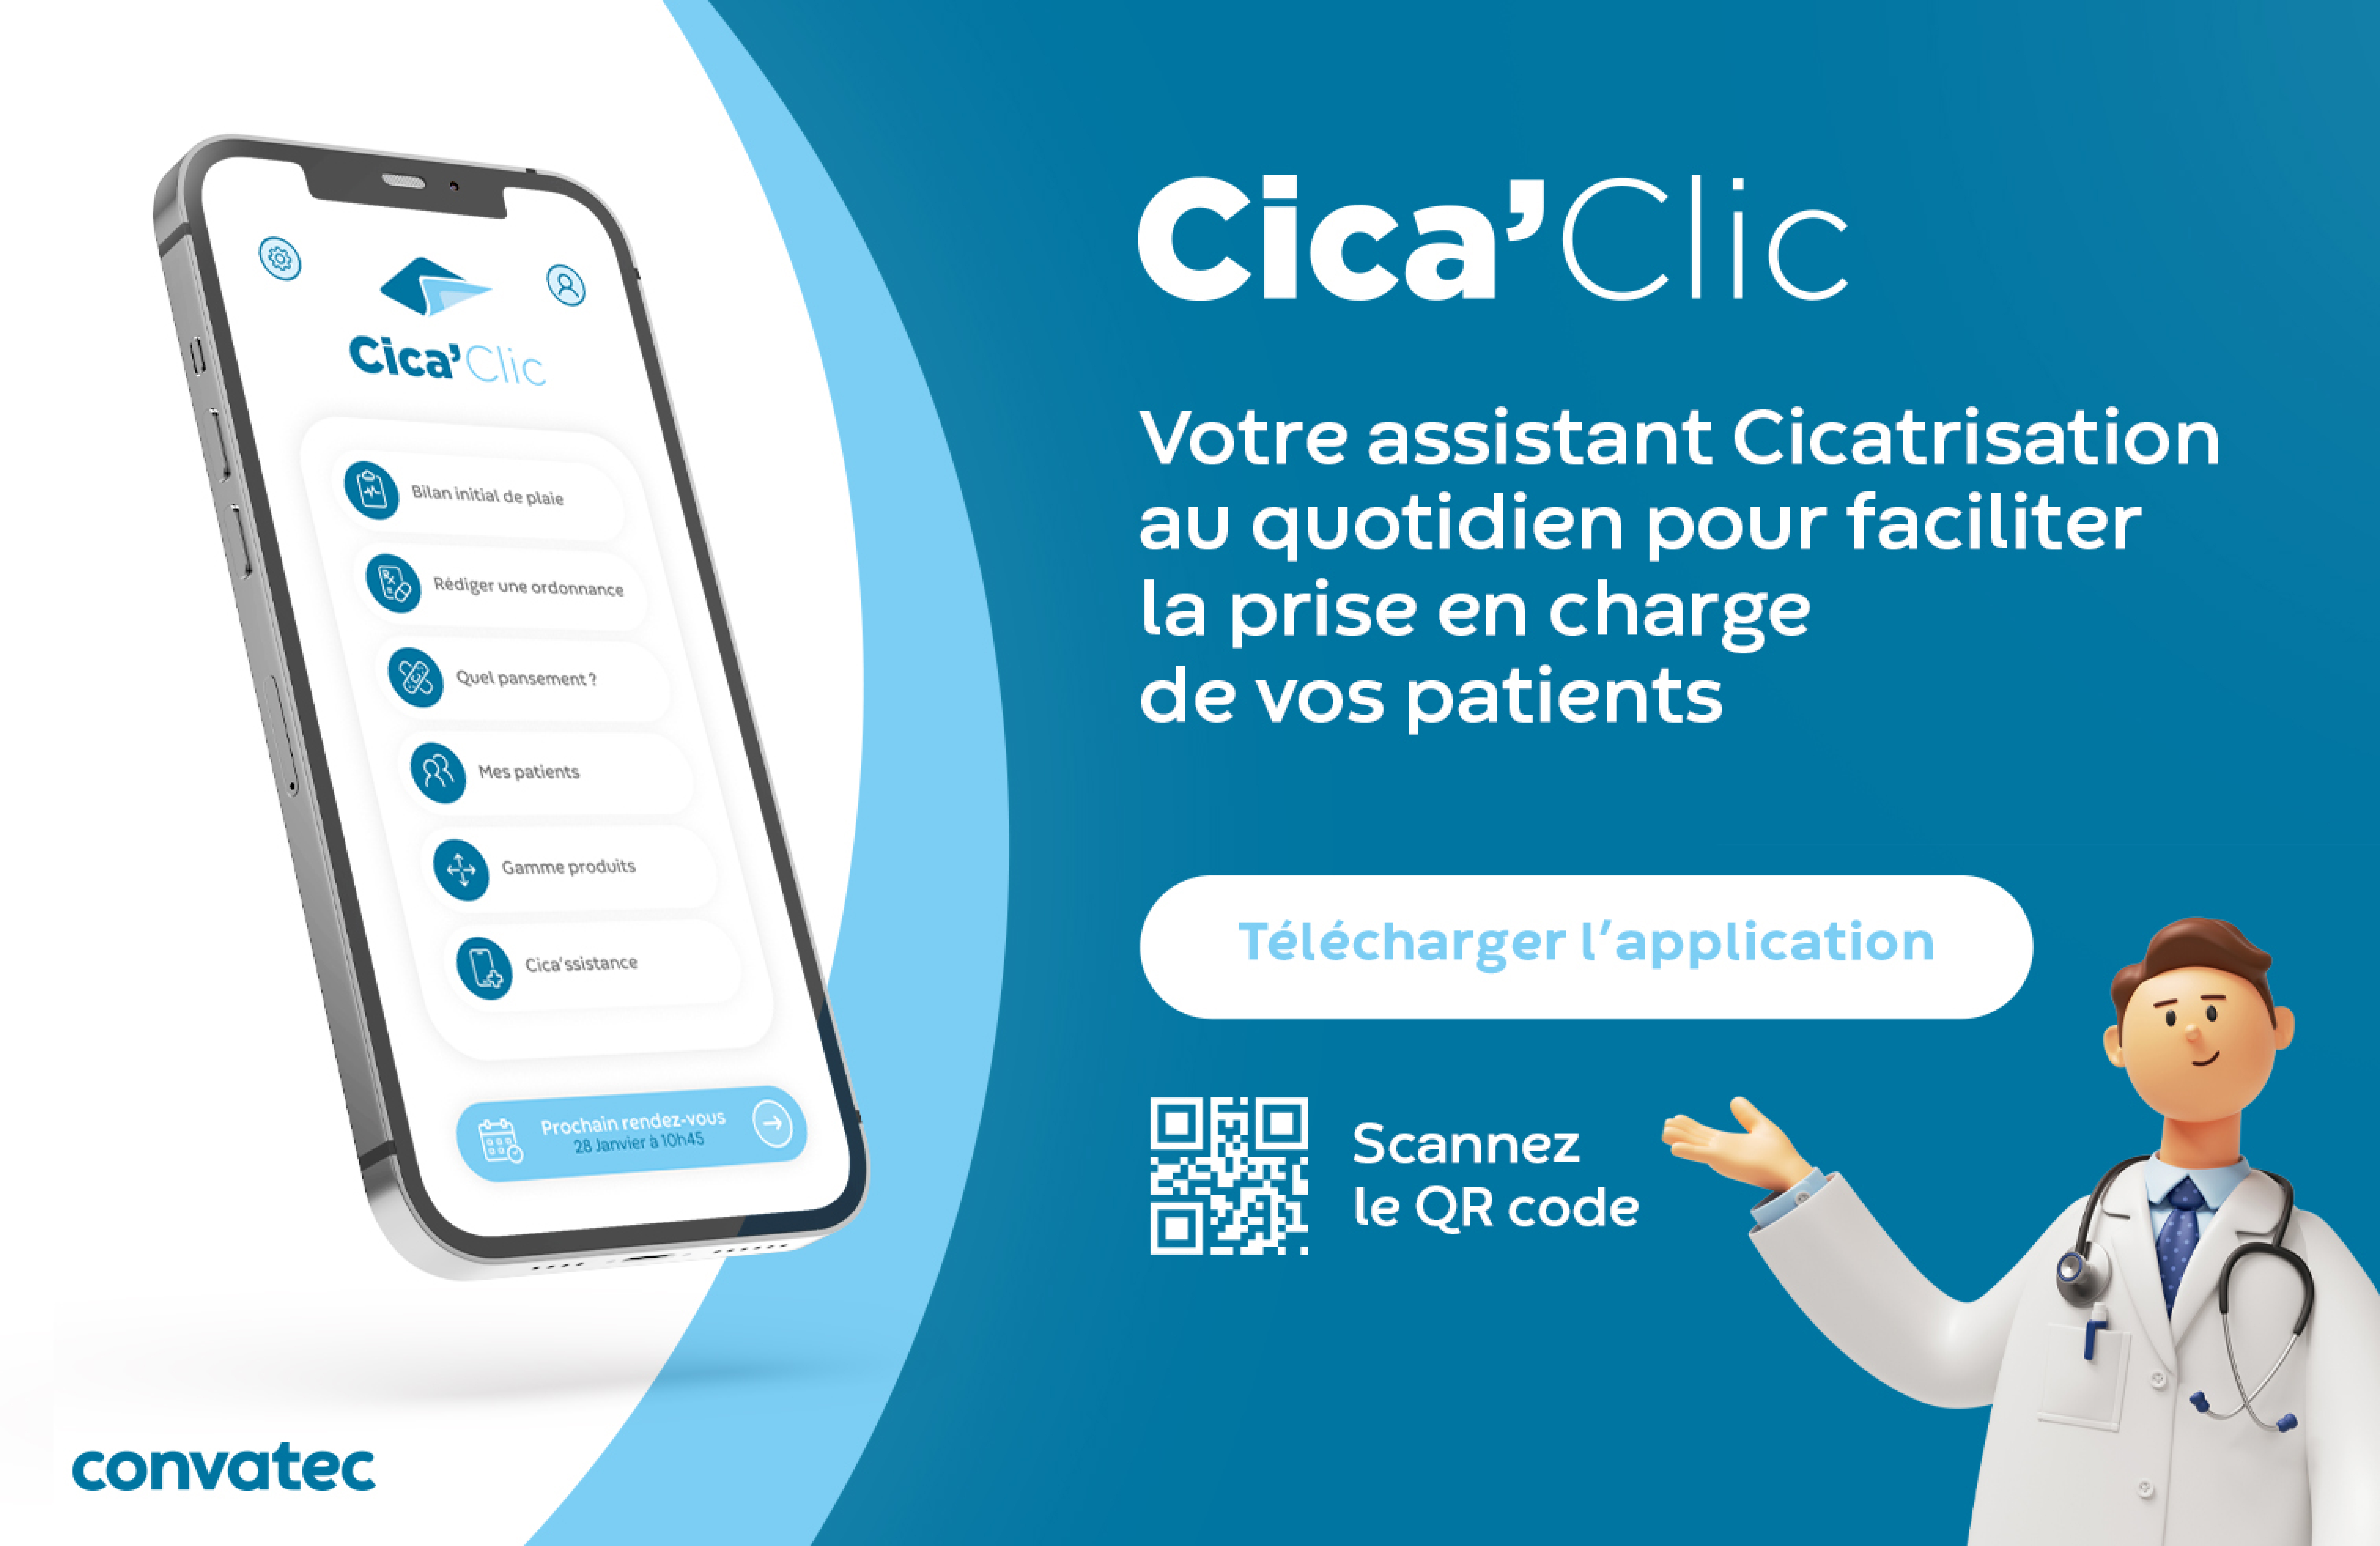 Cica'Clic
Bilan initial de plaie
Rédiger une ordonnance
Quel pansement ?
Mes patients
Gamme produits
Cica'ssistance
Prochain rendez-vous
28 Janvier à 10h45
convatec
Cica'Clic
Votre assistant Cicatrisation
au quotidien pour faciliter
la prise en charge
de vos patients
Télécharger l'application
Scannez
le QR code